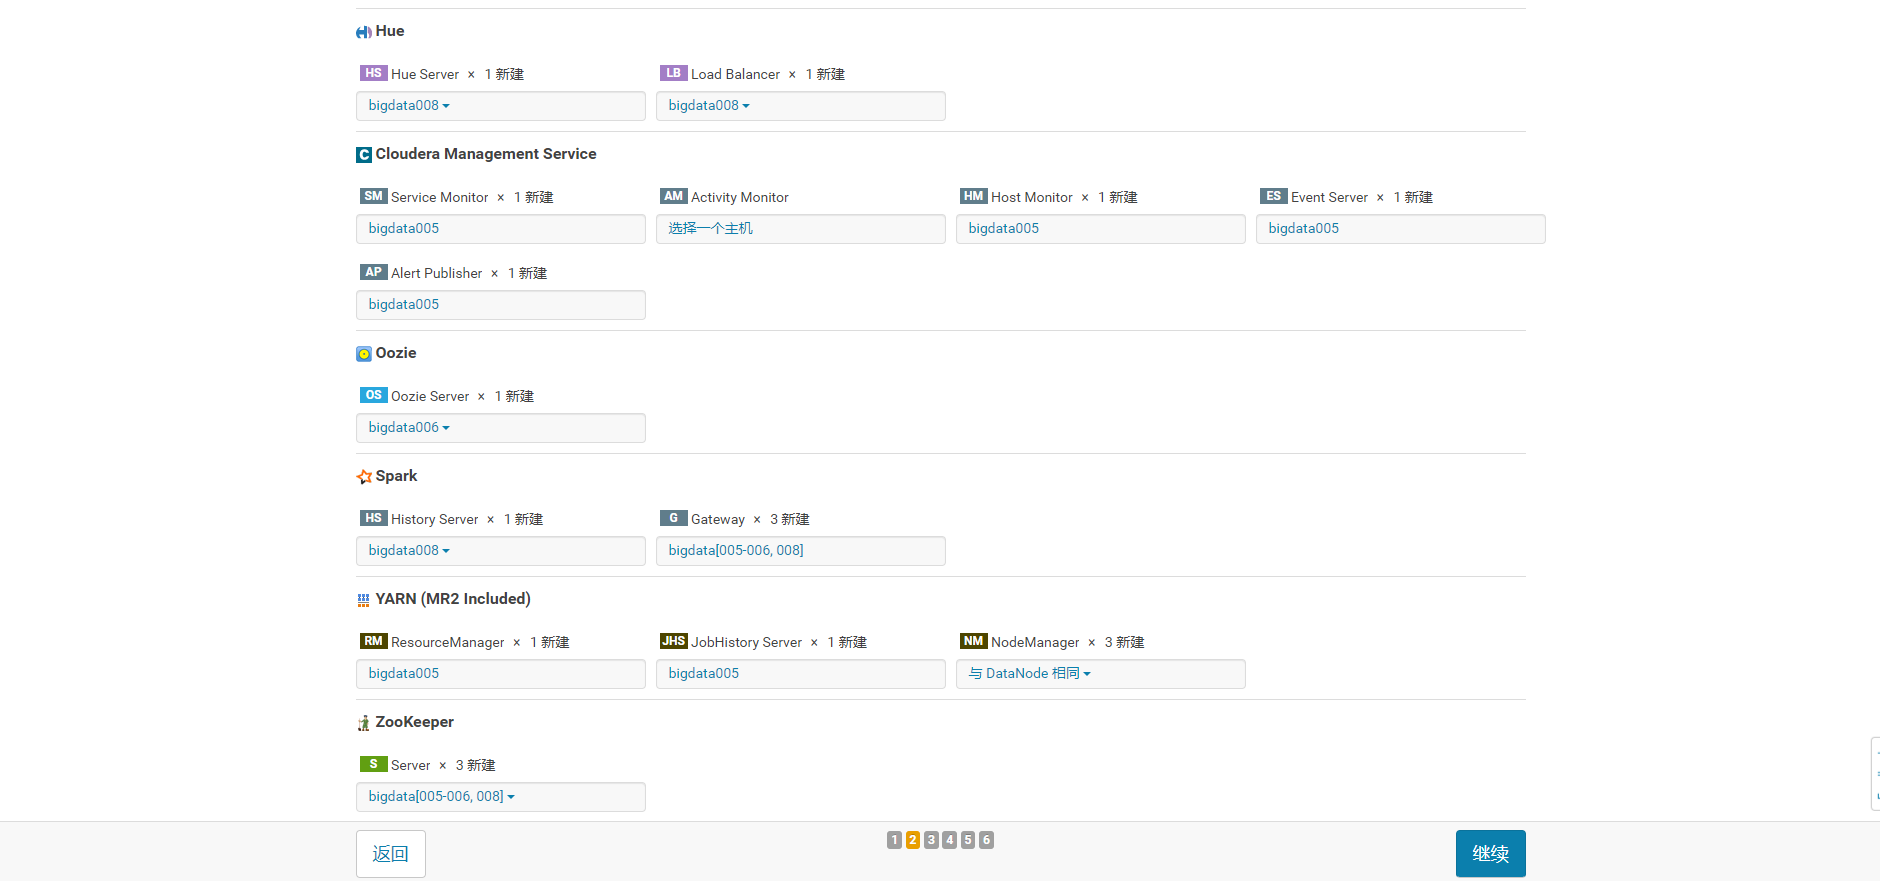 Hue
HS Hue Server × 1 新建 LB Load Balancer × 1 新建
bigdata008 bigdata008
C Cloudera Management Service
SM Service Monitor × 1 新建 AM Activity Monitor HM Host Monitor × 1 新建 ES Event Server × 1 新建
bigdata005 选择一个主机 bigdata005 bigdata005
AP Alert Publisher × 1 新建
bigdata005
Oozie
OS Oozie Server × 1 新建
bigdata006
Spark
HS History Server × 1 新建 G Gateway × 3 新建
bigdata008 bigdata[005-006, 008]
YARN (MR2 Included)
RM ResourceManager × 1 新建 JHS JobHistory Server × 1 新建 NM NodeManager × 3 新建
bigdata005 bigdata005 与 DataNode 相同
ZooKeeper
S Server × 3 新建
bigdata[005-006, 008]
返回 1 2 3 4 5 6 继续